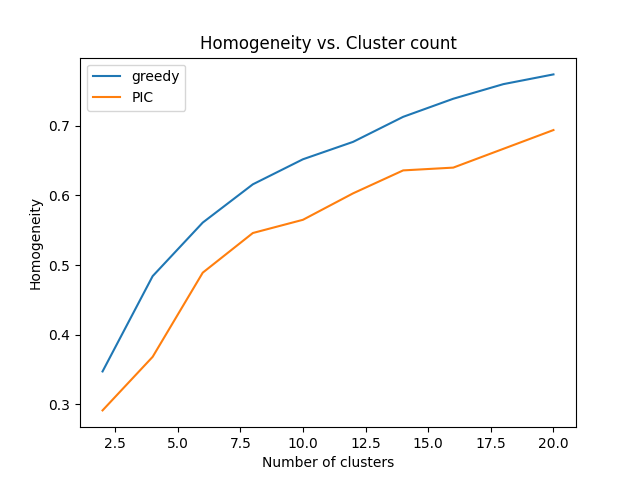 Homogeneity vs. Cluster count
greedy
PIC
Homogeneity
0.7
0.6
0.5
0.4
0.3
2.5 5.0 7.5 10.0 12.5 15.0 17.5 20.0
Number of clusters